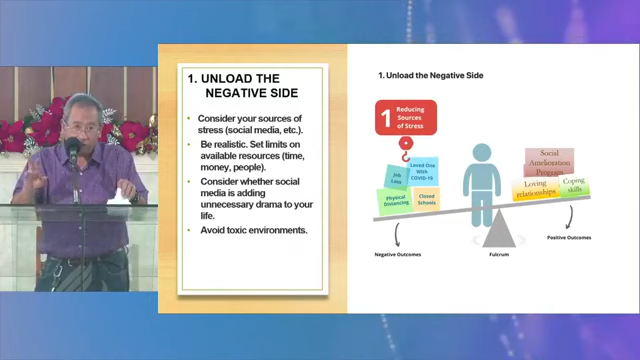 1. UNLOAD THE
NEGATIVE SIDE
• Consider your sources of
stress (social media, etc.).
• Be realistic. Set limits on
available resources (time,
money, people).
• Consider whether social
media is adding
unnecessary drama to your
life.
• Avoid toxic environments.
1. Unload the Negative Side
1
Reducing
Sources
of Stress
Job
Loss
Loved One
With
COVID-19
Physical
Distancing
Closed
Schools
Social
Amelioration
Program
Loving
relationships
Coping
skills
Negative Outcomes
Fulcrum
Positive Outcomes